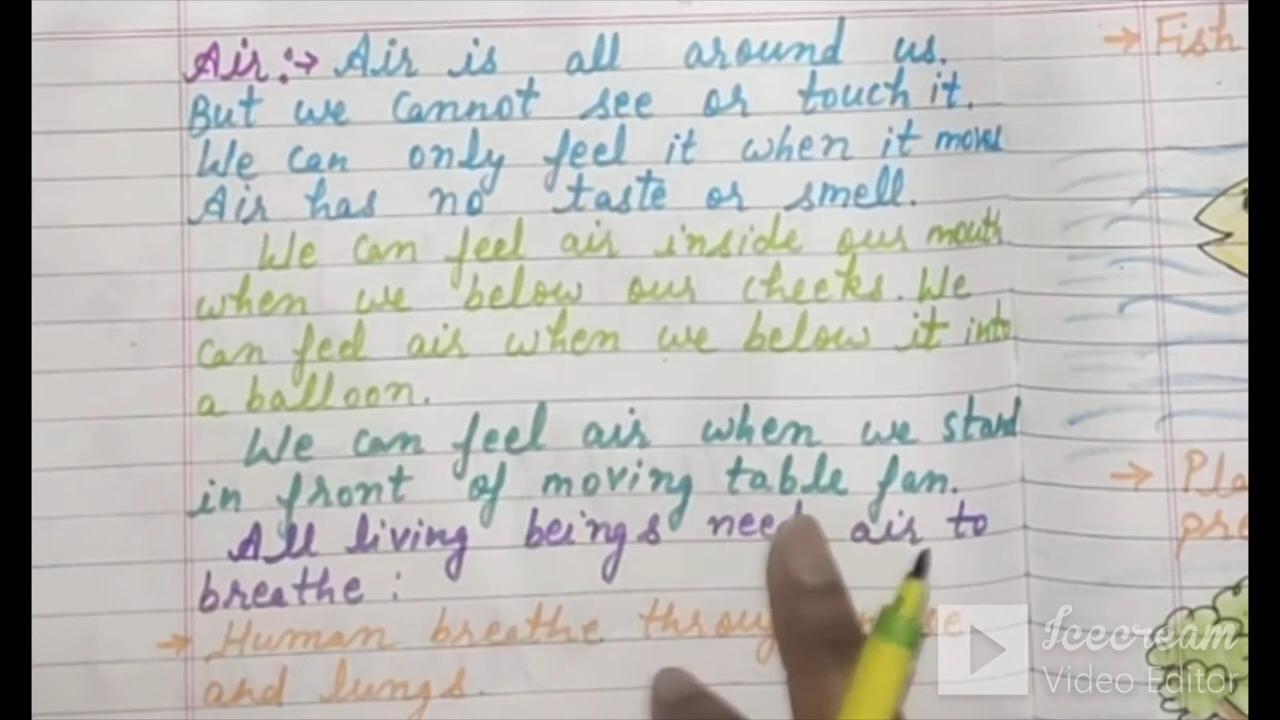 Air:→ Air is all around us.
But we cannot see or touch it.
We can only feel it when it moves
Air has no taste or smell.
We can feel air inside our mouth
when we below our cheeks. We
can feel air when we below it into
a balloon.
We can feel air when we stand
in front of moving table fan.
All living beings need air to
breathe :
→ Human breathe through
and lungs.
→ Fish
→
Icecream
Video Editor